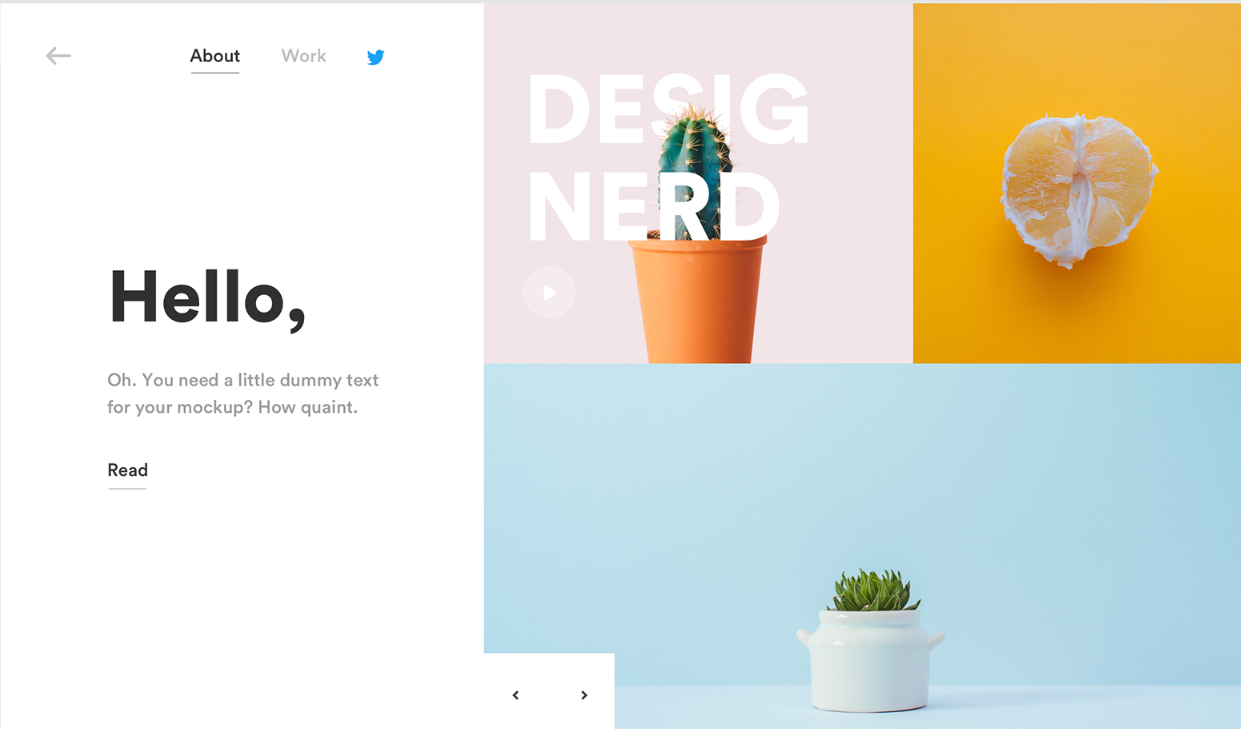 About Work
DESIG
NERD
Hello,
Oh. You need a little dummy text
for your mockup? How quaint.
Read